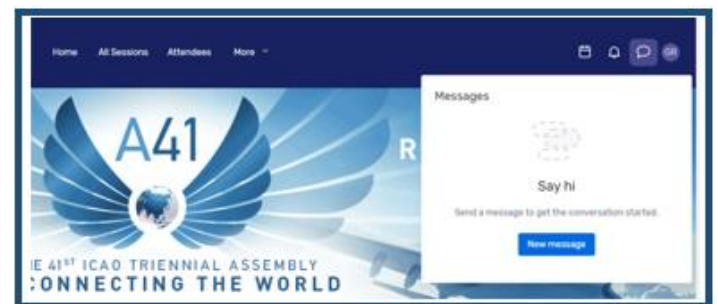 Home All Sessions Attendees More
GB
Messages
A41
R
Say hi
Send a message to get the conversation started.
New message
E 41ST ICAO TRIENNIAL ASSEMBLY
CONNECTING THE WORLD